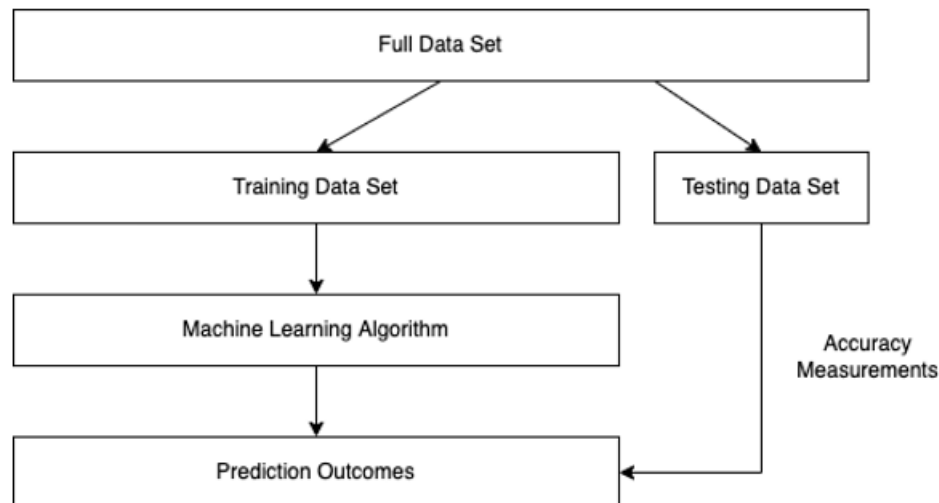 Full Data Set
Training Data Set
Testing Data Set
Machine Learning Algorithm
Accuracy
Measurements
Prediction Outcomes